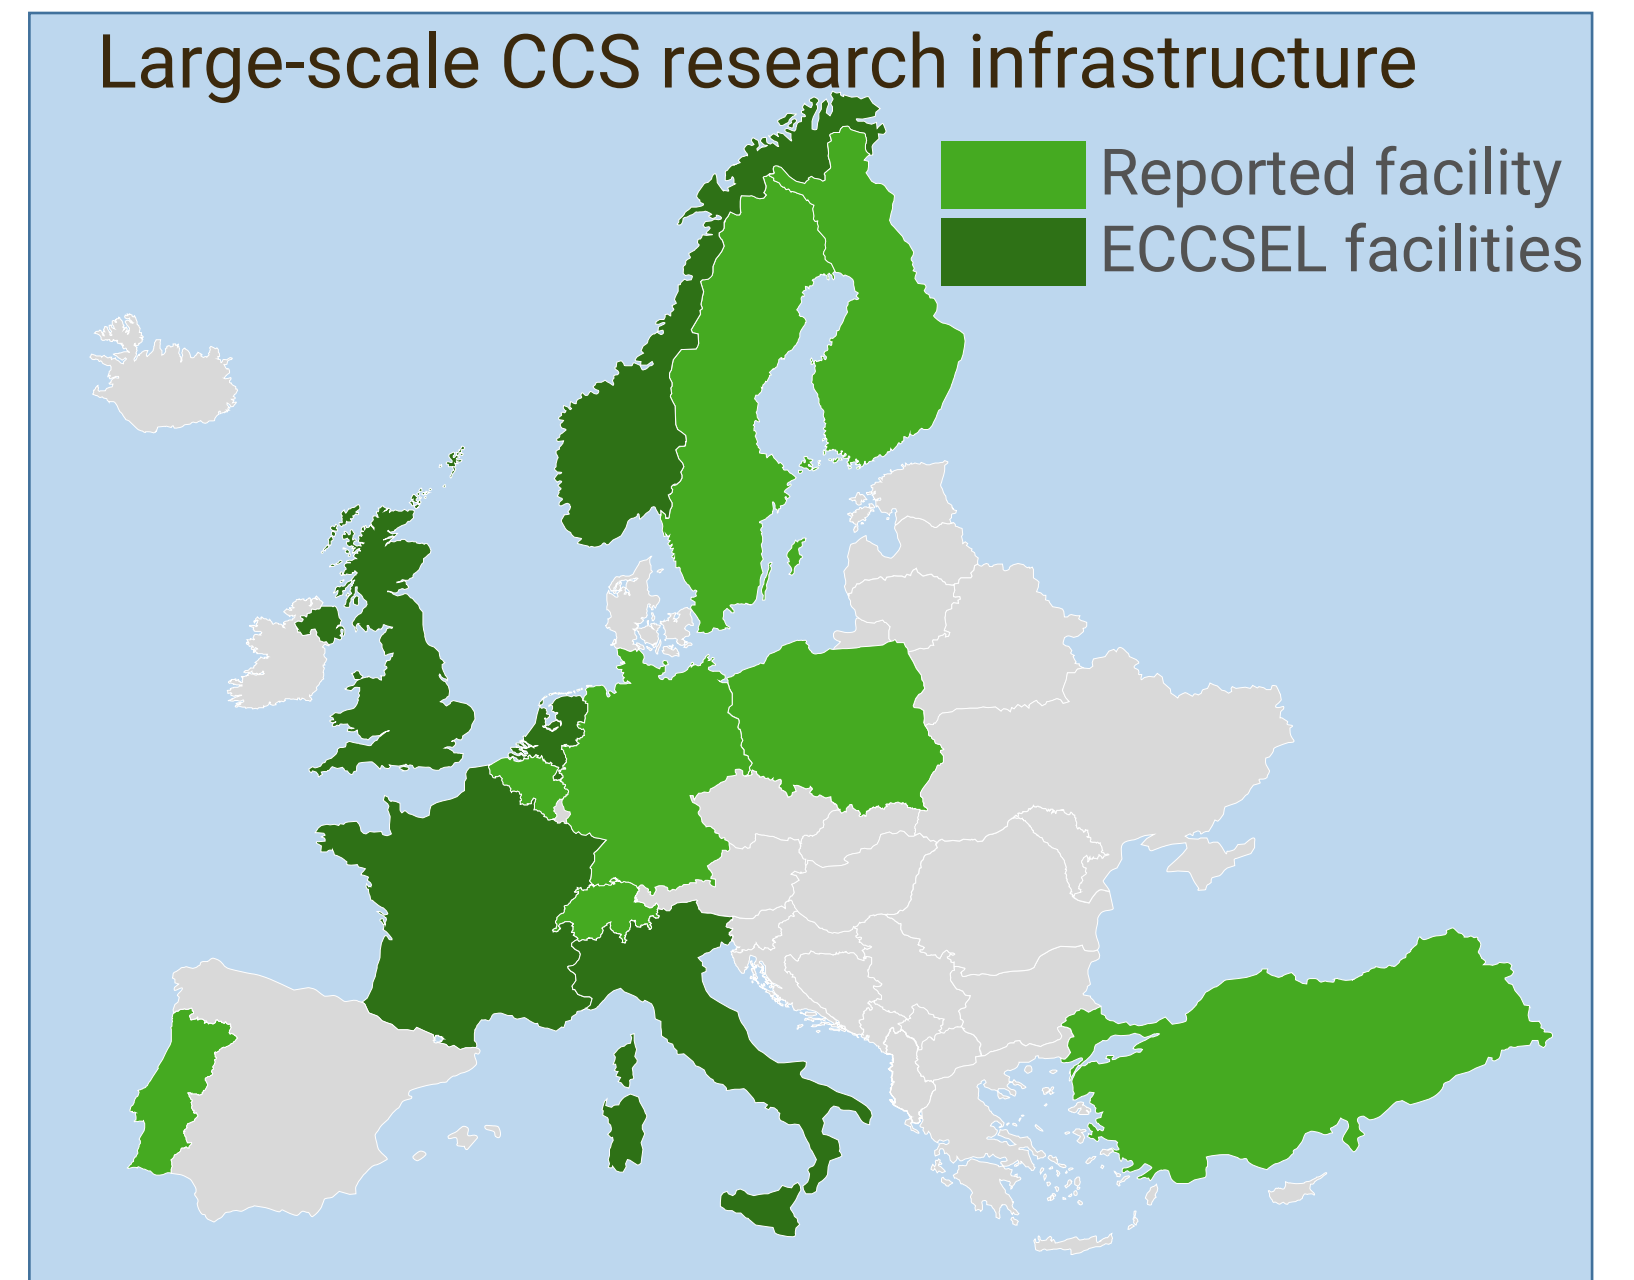 Large-scale CCS research infrastructure
Reported facility
ECCSEL facilities